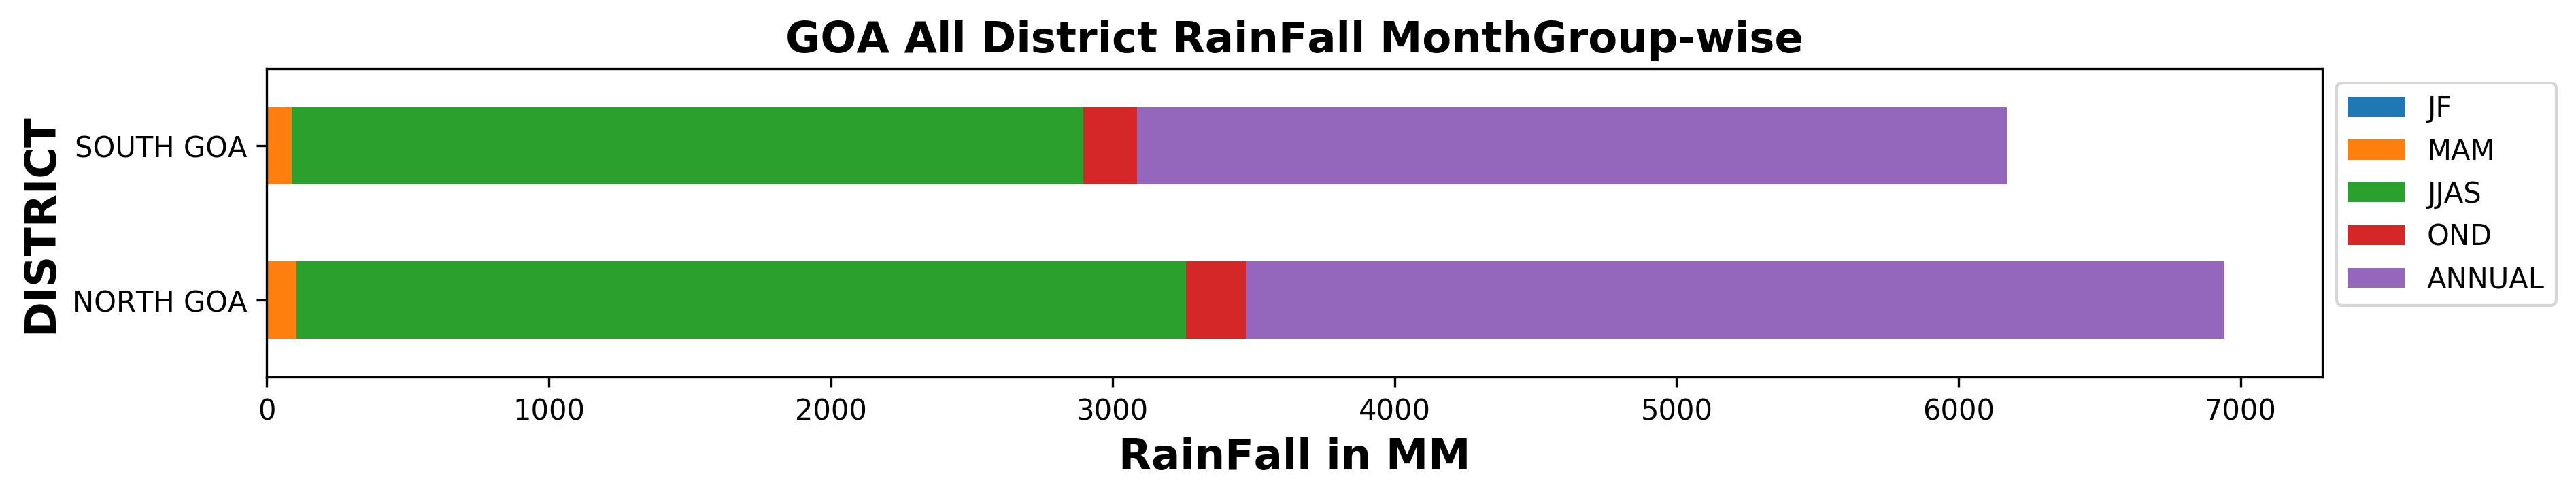 GOA All District RainFall MonthGroup-wise
DISTRICT
SOUTH GOA
NORTH GOA
0 1000 2000 3000 4000 5000 6000 7000
RainFall in MM
JF
MAM
JJAS
OND
ANNUAL